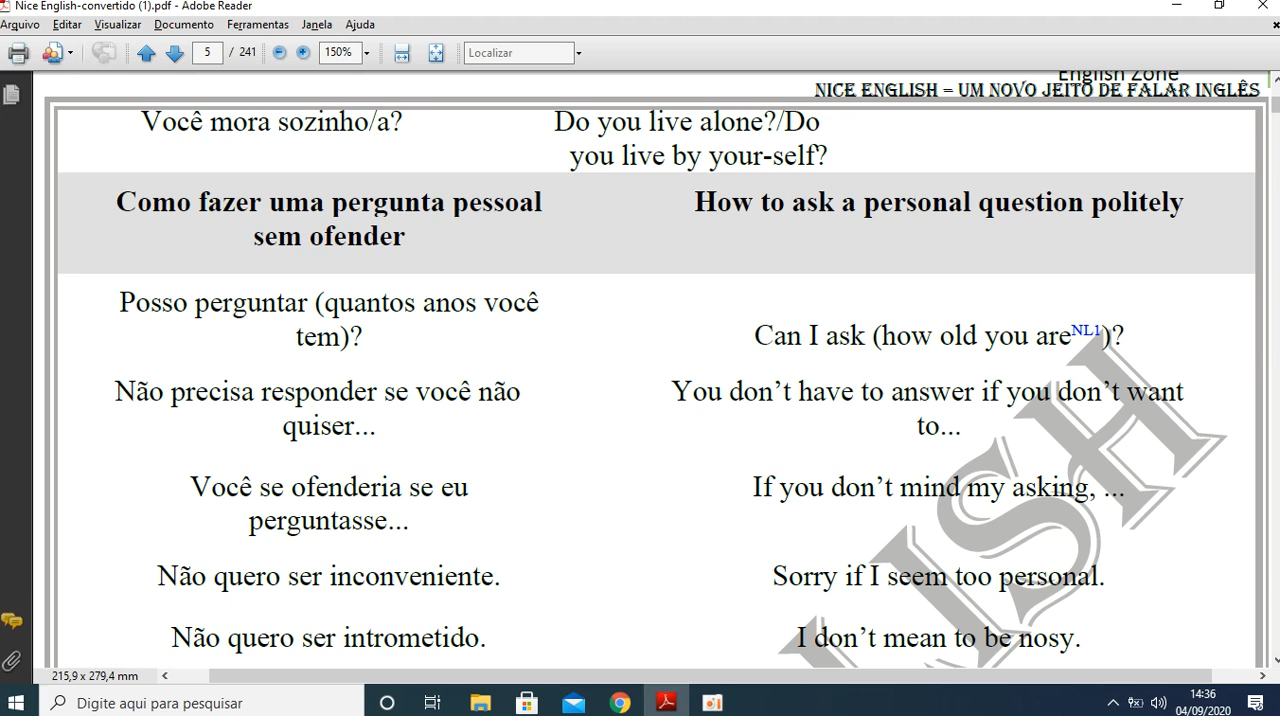 Nice English-convertido (1).pdf - Adobe Reader
Arquivo Editar Visualizar Documento Ferramentas Janela Ajuda
5 / 241 150% Localizar
English Zone
NICE ENGLISH = UM NOVO JEITO DE FALAR INGLÊS
Você mora sozinho/a? Do you live alone?/Do
you live by your-self?
Como fazer uma pergunta pessoal
sem ofender
How to ask a personal question politely
Posso perguntar (quantos anos você
tem)?
Can I ask (how old you are NL1)?
Não precisa responder se você não
quiser...
You don't have to answer if you don't want
to...
Você se ofenderia se eu
perguntasse...
If you don't mind my asking, ...
Não quero ser inconveniente.
Sorry if I seem too personal.
Não quero ser intrometido.
I don't mean to be nosy.
LISH
215,9 x 279,4 mm
Digite aqui para pesquisar
14:36
04/09/2020